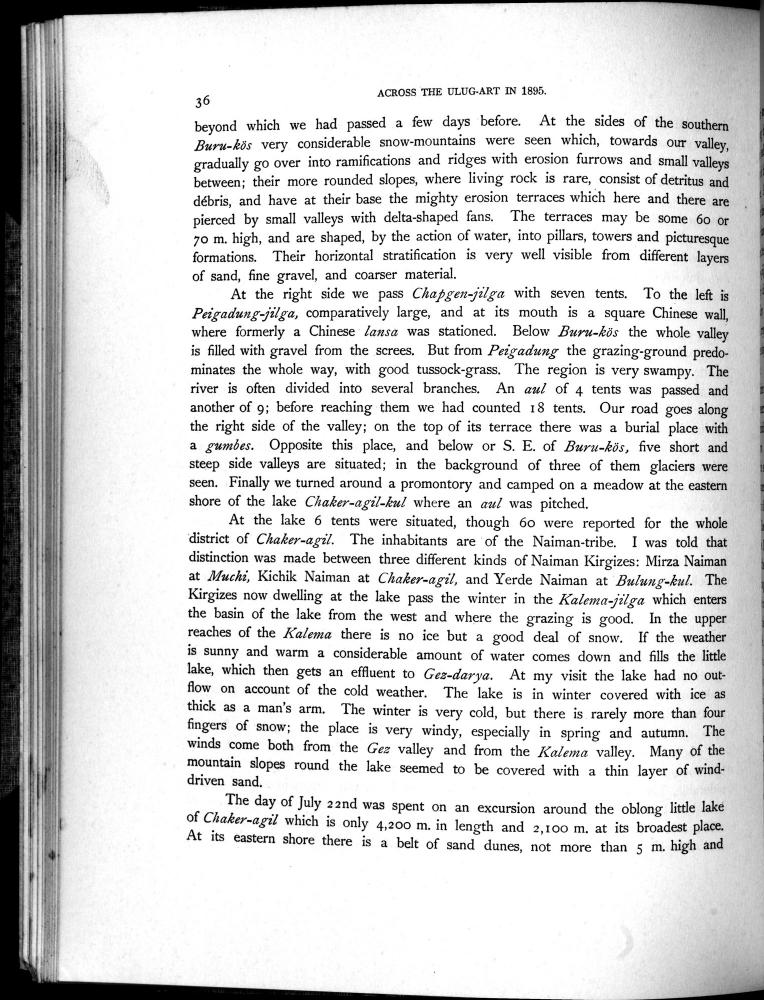 36
ACROSS THE ULUG-ART IN 1895.
beyond which we had passed a few days before. At the sides of the southern
Buru-kös very considerable snow-mountains were seen which, towards our valley,
gradually go over into ramifications and ridges with erosion furrows and small valleys
between; their more rounded slopes, where living rock is rare, consist of detritus and
débris, and have at their base the mighty erosion terraces which here and there are
pierced by small valleys with delta-shaped fans. The terraces may be some 60 or
70 m. high, and are shaped, by the action of water, into pillars, towers and picturesque
formations. Their horizontal stratification is very well visible from different layers
of sand, fine gravel, and coarser material.
At the right side we pass Chapgen-jilga with seven tents. To the left is
Peigadung-jilga, comparatively large, and at its mouth is a square Chinese wall,
where formerly a Chinese lansa was stationed. Below Buru-kös the whole valley
is filled with gravel from the screes. But from Peigadung the grazing-ground predo-
minates the whole way, with good tussock-grass. The region is very swampy. The
river is often divided into several branches. An aul of 4 tents was passed and
another of 9; before reaching them we had counted 18 tents. Our road goes along
the right side of the valley; on the top of its terrace there was a burial place with
a gumbes. Opposite this place, and below or S. E. of Buru-kös, five short and
steep side valleys are situated; in the background of three of them glaciers were
seen. Finally we turned around a promontory and camped on a meadow at the eastern
shore of the lake Chaker-agil-kul where an aul was pitched.
At the lake 6 tents were situated, though 60 were reported for the whole
district of Chaker-agil. The inhabitants are of the Naiman-tribe. I was told that
distinction was made between three different kinds of Naiman Kirgizes: Mirza Naiman
at Muchi, Kichik Naiman at Chaker-agil, and Yerde Naiman at Bulung-kul. The
Kirgizes now dwelling at the lake pass the winter in the Kalema-jilga which enters
the basin of the lake from the west and where the grazing is good. In the upper
reaches of the Kalema there is no ice but a good deal of snow. If the weather
is sunny and warm a considerable amount of water comes down and fills the little
lake, which then gets an effluent to Gez-darya. At my visit the lake had no out-
flow on account of the cold weather. The lake is in winter covered with ice as
thick as a man's arm. The winter is very cold, but there is rarely more than four
fingers of snow; the place is very windy, especially in spring and autumn. The
winds come both from the Gez valley and from the Kalema valley. Many of the
mountain slopes round the lake seemed to be covered with a thin layer of wind-
driven sand.
The day of July 22nd was spent on an excursion around the oblong little lake
of Chaker-agil which is only 4,200 m. in length and 2,100 m. at its broadest place.
At its eastern shore there is a belt of sand dunes, not more than 5 m. high and